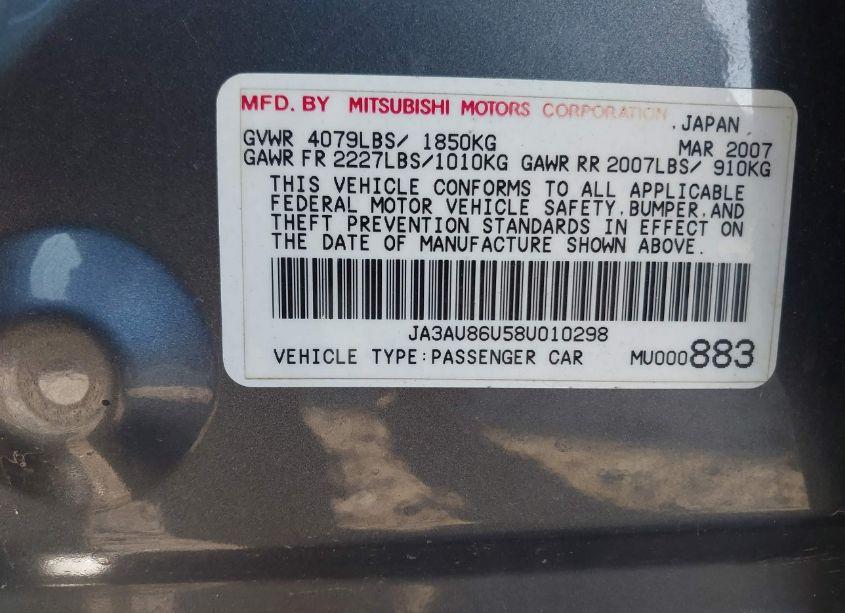 MFD. BY MITSUBISHI MOTORS CORPORATION
JAPAN
GVWR 4079LBS/ 1850KG MAR 2007
GAWR FR 2227LBS/1010KG GAWR RR 2007LBS/ 910KG
THIS VEHICLE CONFORMS TO ALL APPLICABLE
FEDERAL MOTOR VEHICLE SAFETY, BUMPER, AND
THEFT PREVENTION STANDARDS IN EFFECT ON
THE DATE OF MANUFACTURE SHOWN ABOVE.
JA3AU86U58U010298
VEHICLE TYPE:PASSENGER CAR MU000883